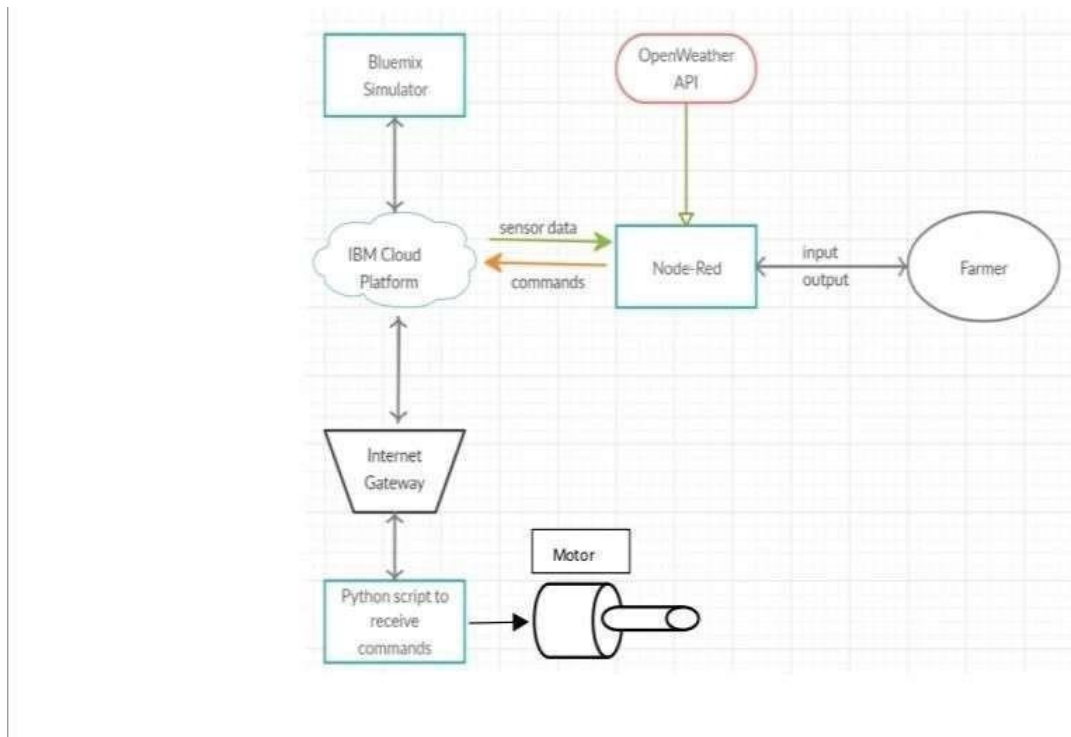 Bluemix
Simulator
OpenWeather
API
IBM Cloud
Platform
sensor data
commands
Node-Red
input
output
Farmer
Internet
Gateway
Motor
Python script to
receive
commands